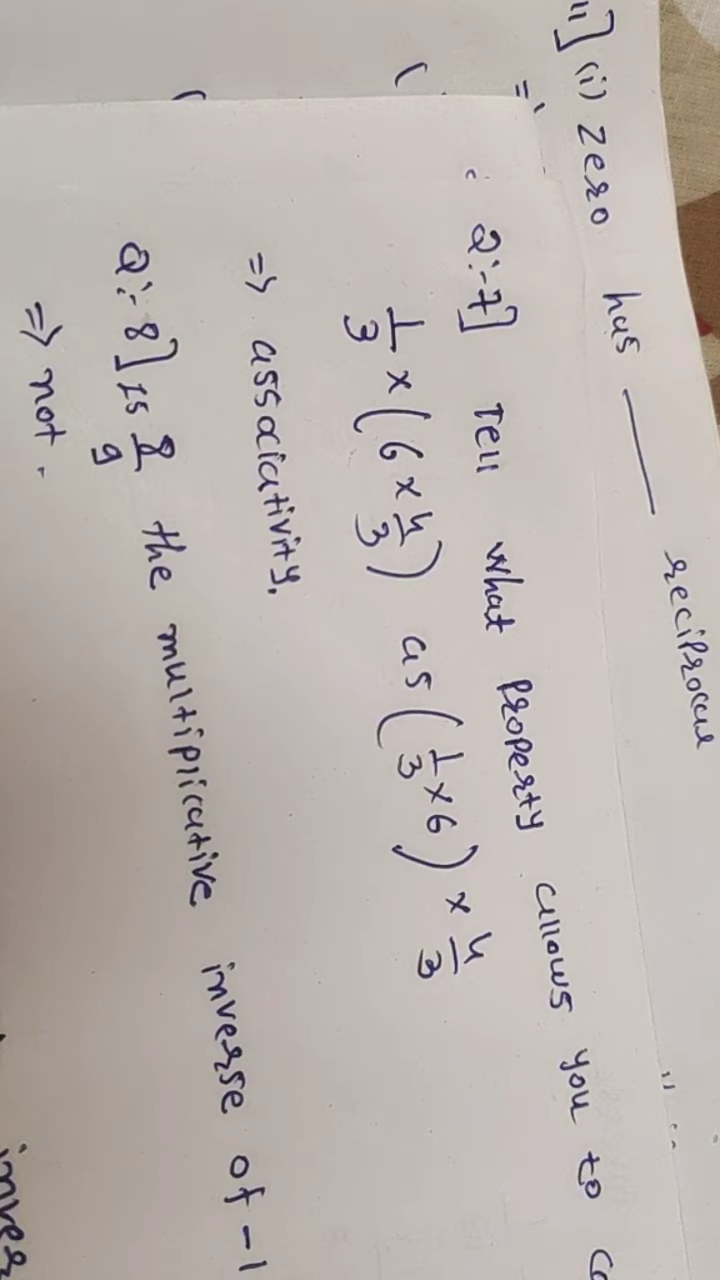 11] (i) zero has ____ reciprocal
Q:-7] Tell what property allows you to
1/3 × (6 × 4/3) as (1/3 × 6) × 4/3
⇒ associativity.
Q:-8] Is 8/9 the multiplicative inverse of -1
⇒ not.